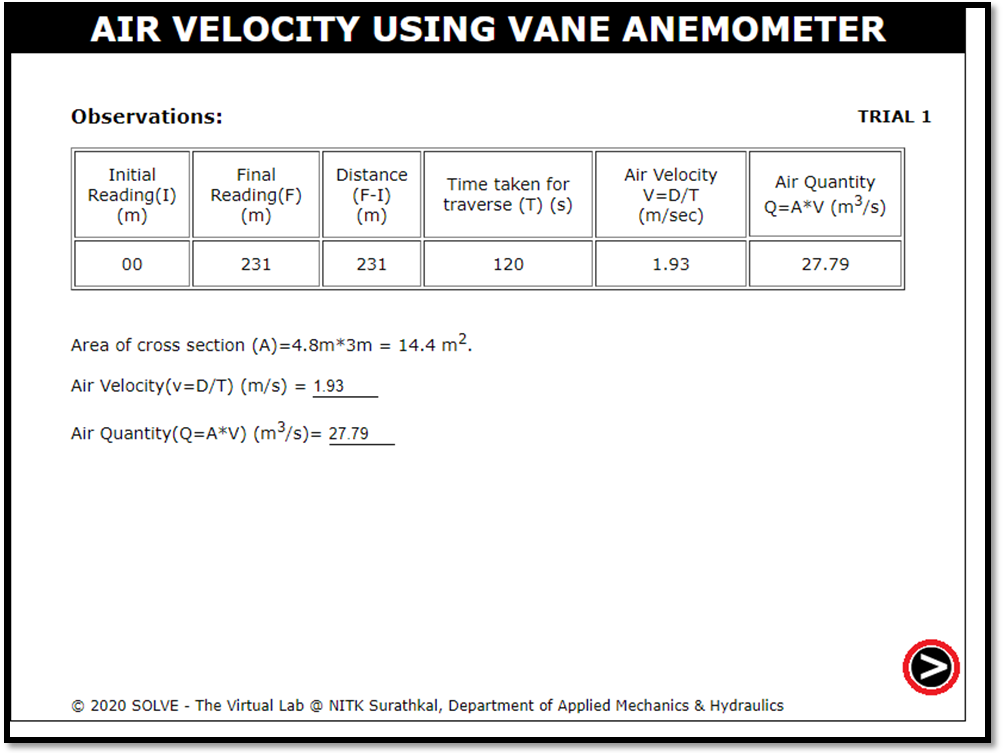 AIR VELOCITY USING VANE ANEMOMETER
Observations:
TRIAL 1
Initial Reading(I) (m)
Final Reading(F) (m)
Distance (F-I) (m)
Time taken for traverse (T) (s)
Air Velocity V=D/T (m/sec)
Air Quantity Q=A*V (m³/s)
00
231
231
120
1.93
27.79
Area of cross section (A)=4.8m*3m = 14.4 m².
Air Velocity(v=D/T) (m/s) = 1.93
Air Quantity(Q=A*V) (m³/s)= 27.79
© 2020 SOLVE - The Virtual Lab @ NITK Surathkal, Department of Applied Mechanics & Hydraulics